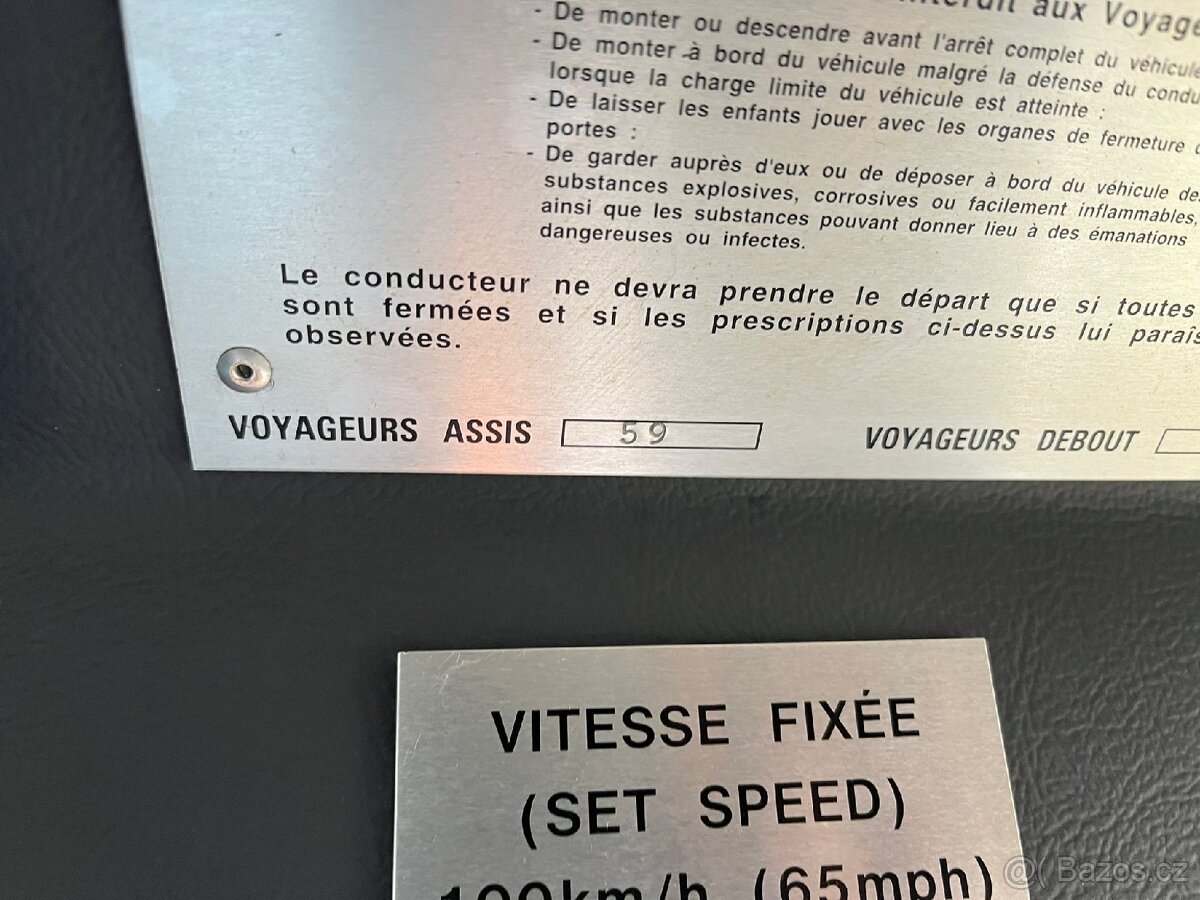 aux Voyage
- De monter ou descendre avant l'arrêt complet du véhicule
- De monter à bord du véhicule malgré la défense du condu
lorsque la charge limite du véhicule est atteinte :
- De laisser les enfants jouer avec les organes de fermeture
portes :
- De garder auprès d'eux ou de déposer à bord du véhicule de
substances explosives, corrosives ou facilement inflammables,
ainsi que les substances pouvant donner lieu à des émanations
dangereuses ou infectes.
Le conducteur ne devra prendre le départ que si toutes
sont fermées et si les prescriptions ci-dessus lui parais
observées.
VOYAGEURS ASSIS 59 VOYAGEURS DEBOUT
VITESSE FIXÉE
(SET SPEED)
100km/h (65mph)
@( Bazos.cz